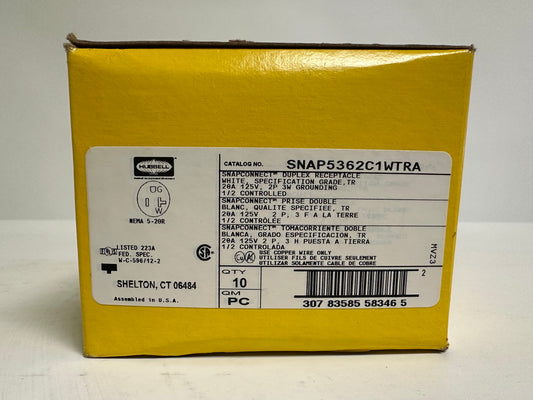 HUBBELL
CATALOG NO. SNAP5362C1WTRA
SNAPCONNECT® DUPLEX RECEPTACLE
WHITE, SPECIFICATION GRADE,TR
20A 125V, 2P 3W GROUNDING
1/2 CONTROLLED
SNAPCONNECT® PRISE DOUBLE
BLANC, QUALITE SPECIFIEE, TR
20A 125V 2 P, 3 F A LA TERRE
1/2 CONTROLÉE
SNAPCONNECT® TOMACORRIENTE DOBLE
BLANCA, GRADO ESPECIFICACION, TR
20A 125V 2 P, 3 H PUESTA A TIERRA
1/2 CONTROLADA
USE COPPER WIRE ONLY
UTILISER FILS DE CUIVRE SEULEMENT
UTILIZAR SOLAMENTE CABLE DE COBRE
G
W
NEMA 5-20R
LISTED 223A
FED. SPEC.
W-C-596/12-2
SHELTON, CT 06484
Assembled in U.S.A.
QTY
10
QM
PC
2
307 83585 58346 5
MVZ3